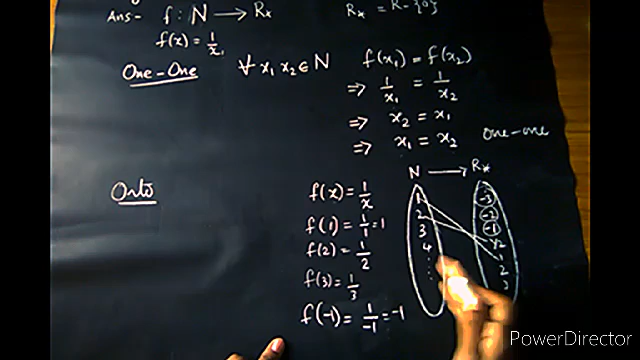 Ans- f : N → R* R* = R-{0}
f(x) = 1/x
One-One ∀ x₁ x₂ ∈ N f(x₁) = f(x₂)
⇒ 1/x₁ = 1/x₂
⇒ x₂ = x₁
⇒ x₁ = x₂ one-one
Onto
f(x) = 1/x
f(1) = 1/1 = 1
f(2) = 1/2
f(3) = 1/3
f(-1) = 1/-1 = -1
N → R*
1
2
3
4
-3
-2
-1
1/2
1
2
3
PowerDirector